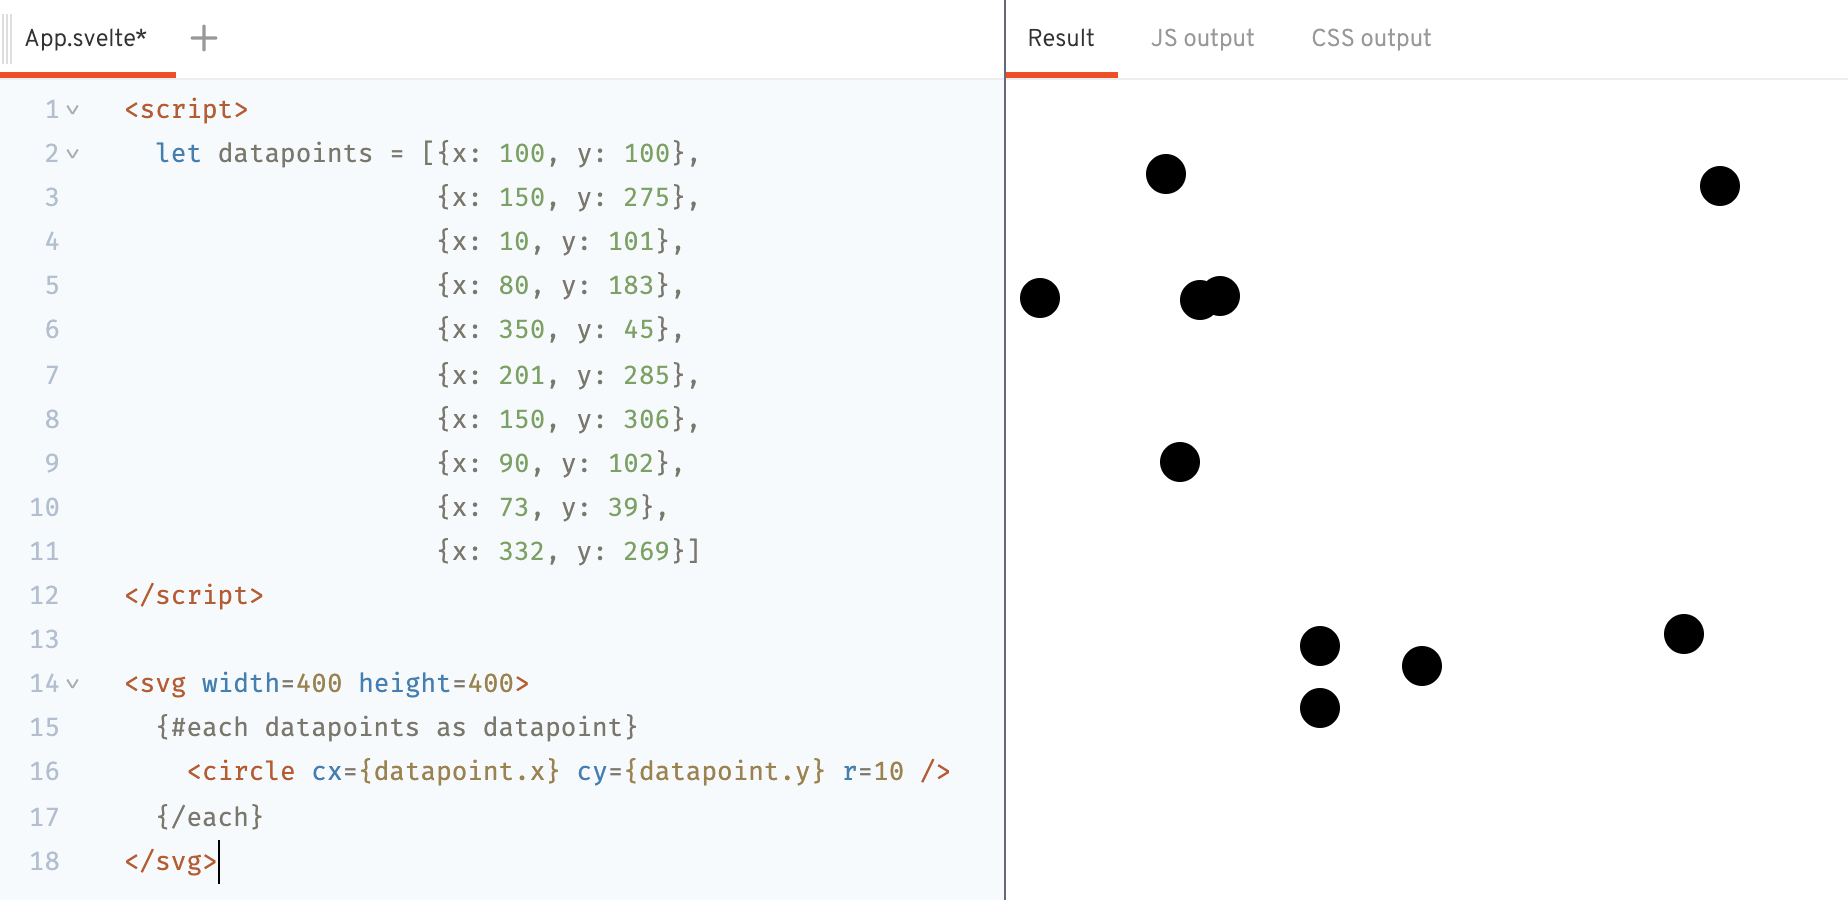 App.svelte*
Result JS output CSS output
1 <script>
2 let datapoints = [{x: 100, y: 100},
3 {x: 150, y: 275},
4 {x: 10, y: 101},
5 {x: 80, y: 183},
6 {x: 350, y: 45},
7 {x: 201, y: 285},
8 {x: 150, y: 306},
9 {x: 90, y: 102},
10 {x: 73, y: 39},
11 {x: 332, y: 269}]
12 </script>
13
14 <svg width=400 height=400>
15 {#each datapoints as datapoint}
16 <circle cx={datapoint.x} cy={datapoint.y} r=10 />
17 {/each}
18 </svg>